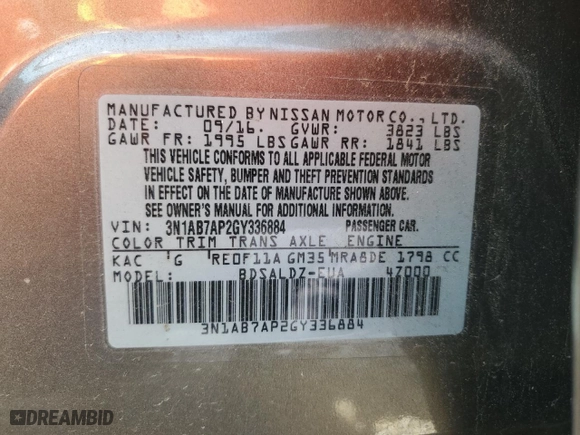 MANUFACTURED BY NISSAN MOTOR CO., LTD.
DATE: 09/16. GVWR: 3823 LBS
GAWR FR: 1995 LBS GAWR RR: 1841 LBS
THIS VEHICLE CONFORMS TO ALL APPLICABLE FEDERAL MOTOR
VEHICLE SAFETY, BUMPER AND THEFT PREVENTION STANDARDS
IN EFFECT ON THE DATE OF MANUFACTURE SHOWN ABOVE.
SEE OWNER'S MANUAL FOR ADDITIONAL INFORMATION.
VIN: 3N1AB7AP2GY336884 PASSENGER CAR.
COLOR TRIM TRANS AXLE ENGINE
KAC G RE0F11A GM35 MRA8DE 1798 CC
MODEL: BDSALDZ-EUA 47000
3N1AB7AP2GY336884
DREAMBID